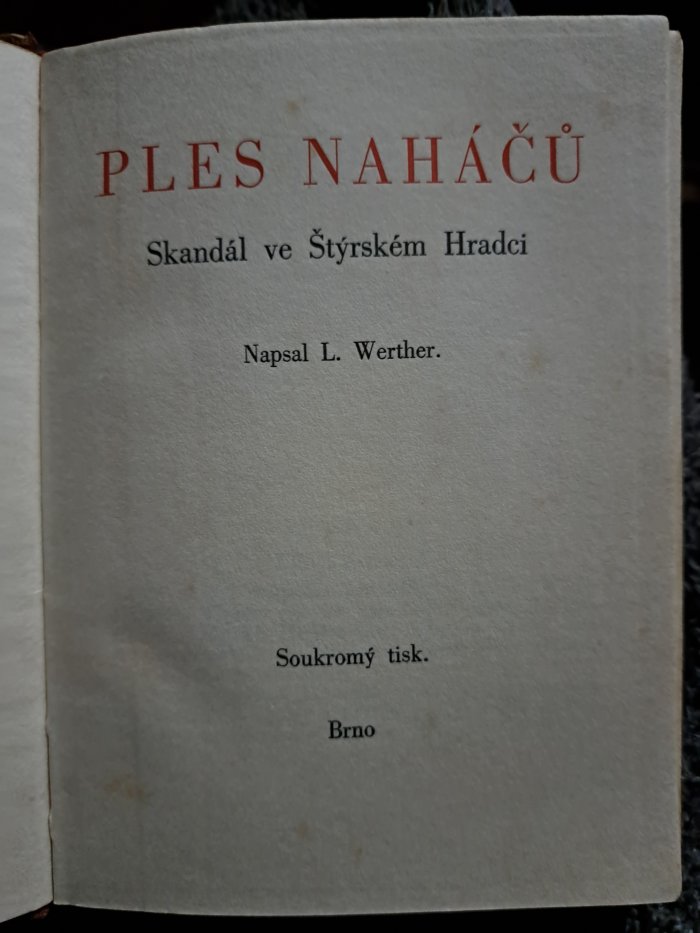 PLES NAHÁČŮ
Skandál ve Štýrském Hradci
Napsal L. Werther.
Soukromý tisk.
Brno